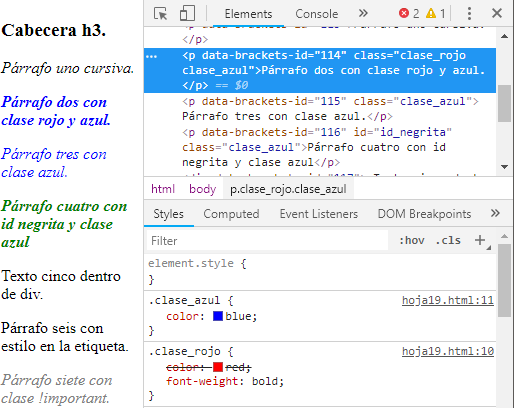 Cabecera h3.
Párrafo uno cursiva.
Párrafo dos con
clase rojo y azul.
Párrafo tres con
clase azul.
Párrafo cuatro con
id negrita y clase
azul
Texto cinco dentro
de div.
Párrafo seis con
estilo en la etiqueta.
Párrafo siete con
clase !important.
Elements Console » 2 1
</p>
<p data-brackets-id="114" class="clase_rojo
clase_azul">Párrafo dos con clase rojo y azul.
</p> == $0
<p data-brackets-id="115" class="clase_azul">
Párrafo tres con clase azul.</p>
<p data-brackets-id="116" id="id_negrita"
class="clase_azul">Párrafo cuatro con id
negrita y clase azul</p>
html body p.clase_rojo.clase_azul
Styles Computed Event Listeners DOM Breakpoints »
Filter :hov .cls +
element.style {
}
.clase_azul { hoja19.html:11
color: blue;
}
.clase_rojo { hoja19.html:10
color: red;
font-weight: bold;
}